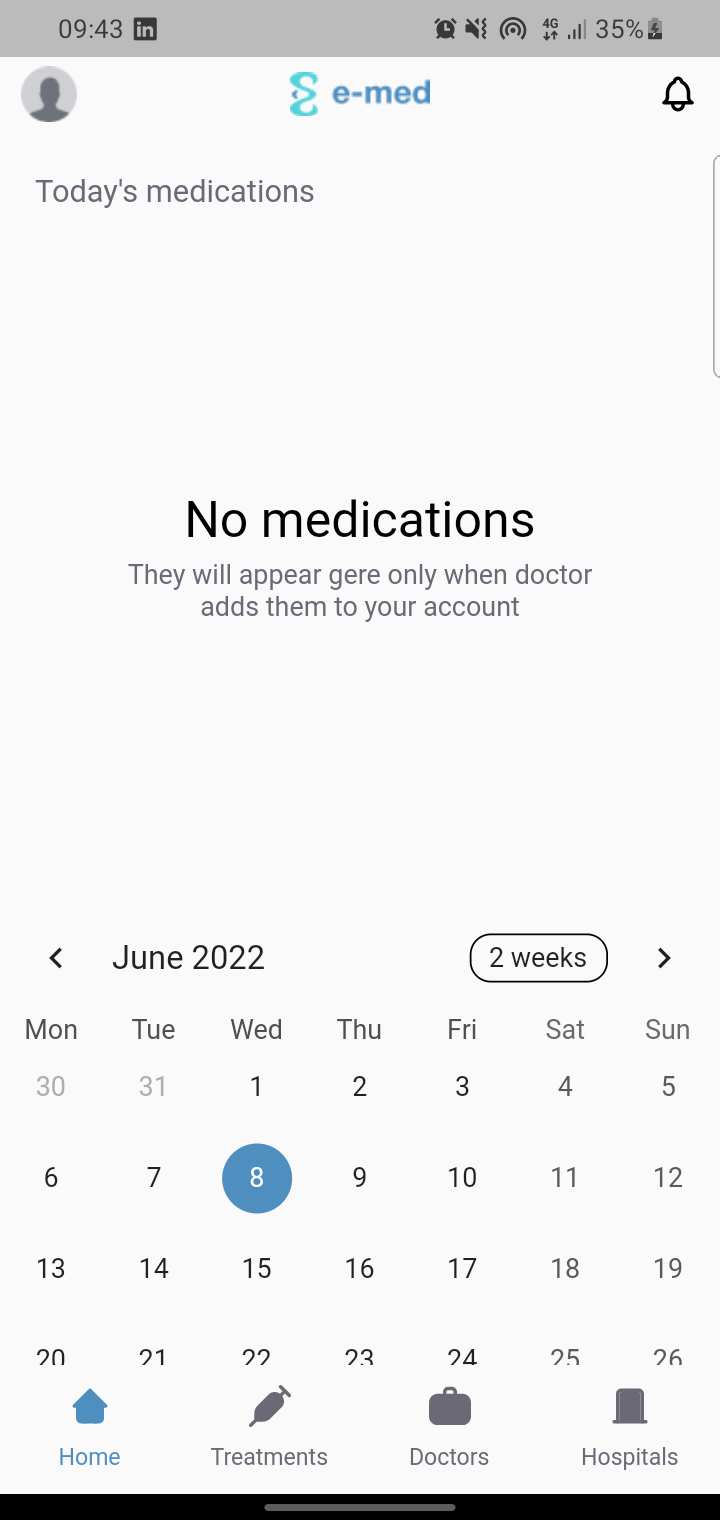 09:43 in 4G 35%
e-med
Today's medications
No medications
They will appear gere only when doctor
adds them to your account
June 2022 2 weeks
Mon Tue Wed Thu Fri Sat Sun
30 31 1 2 3 4 5
6 7 8 9 10 11 12
13 14 15 16 17 18 19
20 21 22 23 24 25 26
Home Treatments Doctors Hospitals